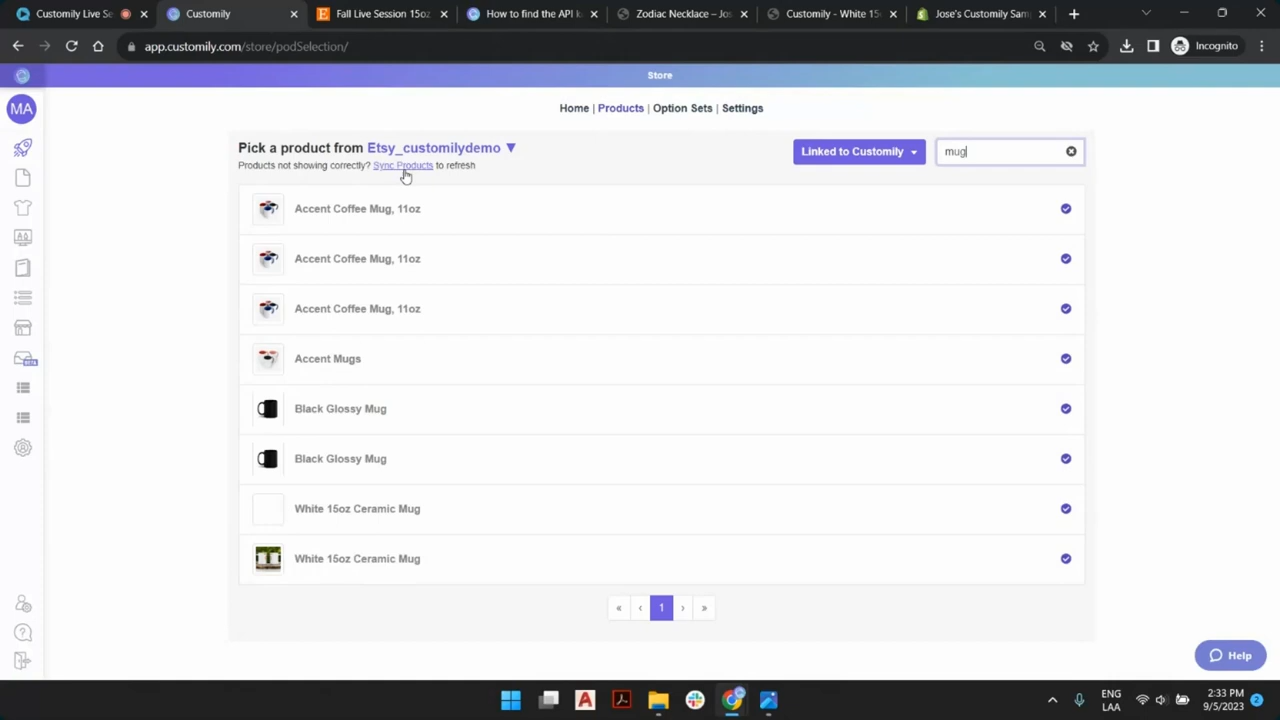 Customily Live Se
Customily
Fall Live Session 15oz
How to find the API k
Zodiac Necklace – Jos
Customily - White 15
Jose's Customily Sam
app.customily.com/store/podSelection/
Incognito
Store
MA
Home | Products | Option Sets | Settings
Pick a product from Etsy_customilydemo ▼
Products not showing correctly? Sync Products to refresh
Linked to Customily
mug
Accent Coffee Mug, 11oz
Accent Coffee Mug, 11oz
Accent Coffee Mug, 11oz
Accent Mugs
Black Glossy Mug
Black Glossy Mug
White 15oz Ceramic Mug
White 15oz Ceramic Mug
« ‹ 1 › »
Help
ENG
LAA
2:33 PM
9/5/2023
2